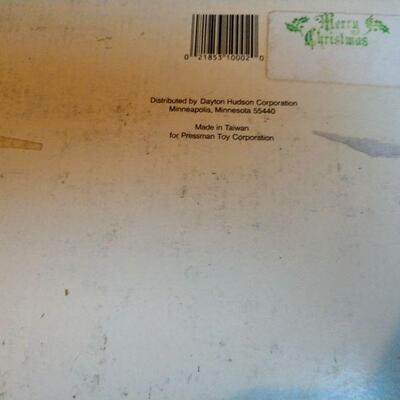 Merry
Christmas
0 21853 10002 0
Distributed by Dayton Hudson Corporation
Minneapolis, Minnesota 55440
Made in Taiwan
for Pressman Toy Corporation